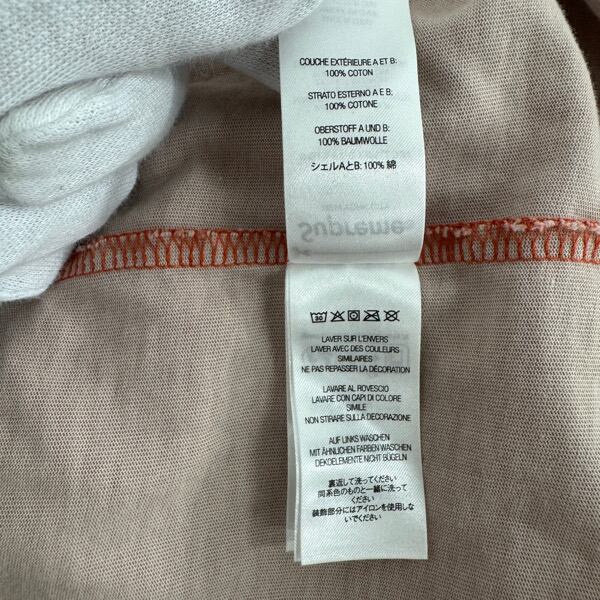 COUCHE EXTÉRIEURE A ET B:
100% COTON
STRATO ESTERNO A E B:
100% COTONE
OBERSTOFF A UND B:
100% BAUMWOLLE
シェルAとB: 100% 綿
Supreme
30
LAVER SUR L'ENVERS
LAVER AVEC DES COULEURS
SIMILAIRES
NE PAS REPASSER LA DÉCORATION
LAVARE AL ROVESCIO
LAVARE CON CAPI DI COLORE
SIMILE
NON STIRARE SULLA DECORAZIONE
AUF LINKS WASCHEN
MIT ÄHNLICHEN FARBEN WASCHEN
DEKOELEMENTE NICHT BÜGELN
裏返して洗ってください
同系色のものと一緒に洗って
ください
装飾部分にはアイロンを使用しな
いでください